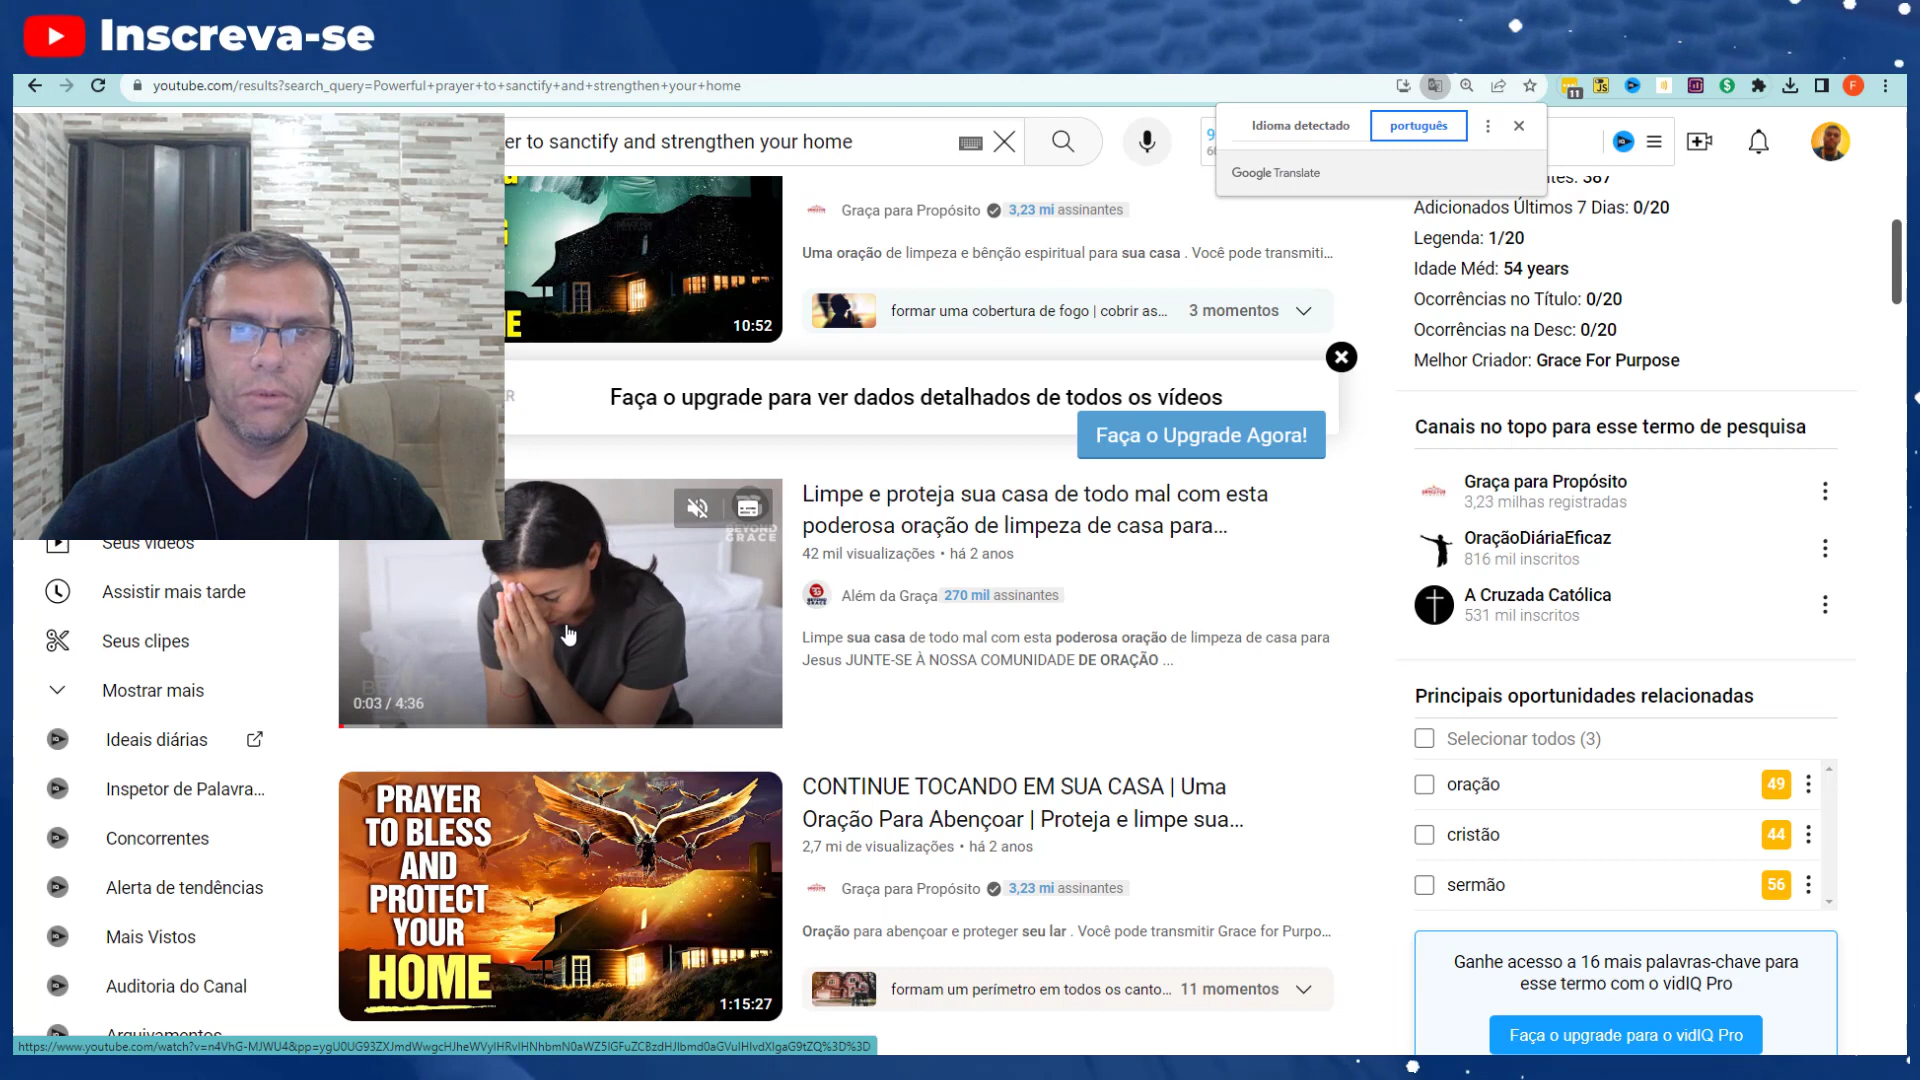 Inscreva-se
youtube.com/results?search_query=Powerful+prayer+to+sanctify+and+strengthen+your+home
11
JS
F
Idioma detectado
português
Google Translate
er to sanctify and strengthen your home
10:52
Graça para Propósito
3,23 mi assinantes
Uma oração de limpeza e bênção espiritual para sua casa . Você pode transmiti...
formar uma cobertura de fogo | cobrir as...
3 momentos
Faça o upgrade para ver dados detalhados de todos os vídeos
Faça o Upgrade Agora!
Seus vídeos
Assistir mais tarde
Seus clipes
Mostrar mais
Ideais diárias
Inspetor de Palavra...
Concorrentes
Alerta de tendências
Mais Vistos
Auditoria do Canal
Arquivamentos
BEYOND
GRACE
0:03 / 4:36
Limpe e proteja sua casa de todo mal com esta
poderosa oração de limpeza de casa para...
42 mil visualizações • há 2 anos
Além da Graça
270 mil assinantes
Limpe sua casa de todo mal com esta poderosa oração de limpeza de casa para
Jesus JUNTE-SE À NOSSA COMUNIDADE DE ORAÇÃO ...
PRAYER
TO BLESS
AND
PROTECT
YOUR
HOME
1:15:27
CONTINUE TOCANDO EM SUA CASA | Uma
Oração Para Abençoar | Proteja e limpe sua...
2,7 mi de visualizações • há 2 anos
Graça para Propósito
3,23 mi assinantes
Oração para abençoar e proteger seu lar . Você pode transmitir Grace for Purpo...
formam um perímetro em todos os canto...
11 momentos
387
Adicionados Últimos 7 Dias: 0/20
Legenda: 1/20
Idade Méd: 54 years
Ocorrências no Título: 0/20
Ocorrências na Desc: 0/20
Melhor Criador: Grace For Purpose
Canais no topo para esse termo de pesquisa
Graça para Propósito
3,23 milhas registradas
OraçãoDiáriaEficaz
816 mil inscritos
A Cruzada Católica
531 mil inscritos
Principais oportunidades relacionadas
Selecionar todos (3)
oração
49
cristão
44
sermão
56
Ganhe acesso a 16 mais palavras-chave para
esse termo com o vidIQ Pro
Faça o upgrade para o vidIQ Pro